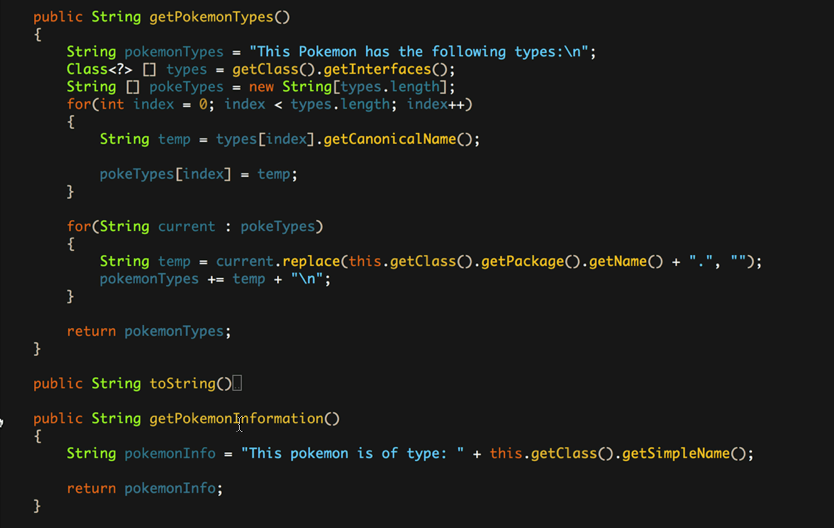 public String getPokemonTypes()
{
String pokemonTypes = "This Pokemon has the following types:\n";
Class<?> [] types = getClass().getInterfaces();
String [] pokeTypes = new String[types.length];
for(int index = 0; index < types.length; index++)
{
String temp = types[index].getCanonicalName();
pokeTypes[index] = temp;
}
for(String current : pokeTypes)
{
String temp = current.replace(this.getClass().getPackage().getName() + ".", "");
pokemonTypes += temp + "\n";
}
return pokemonTypes;
}
public String toString()
public String getPokemonInformation()
{
String pokemonInfo = "This pokemon is of type: " + this.getClass().getSimpleName();
return pokemonInfo;
}